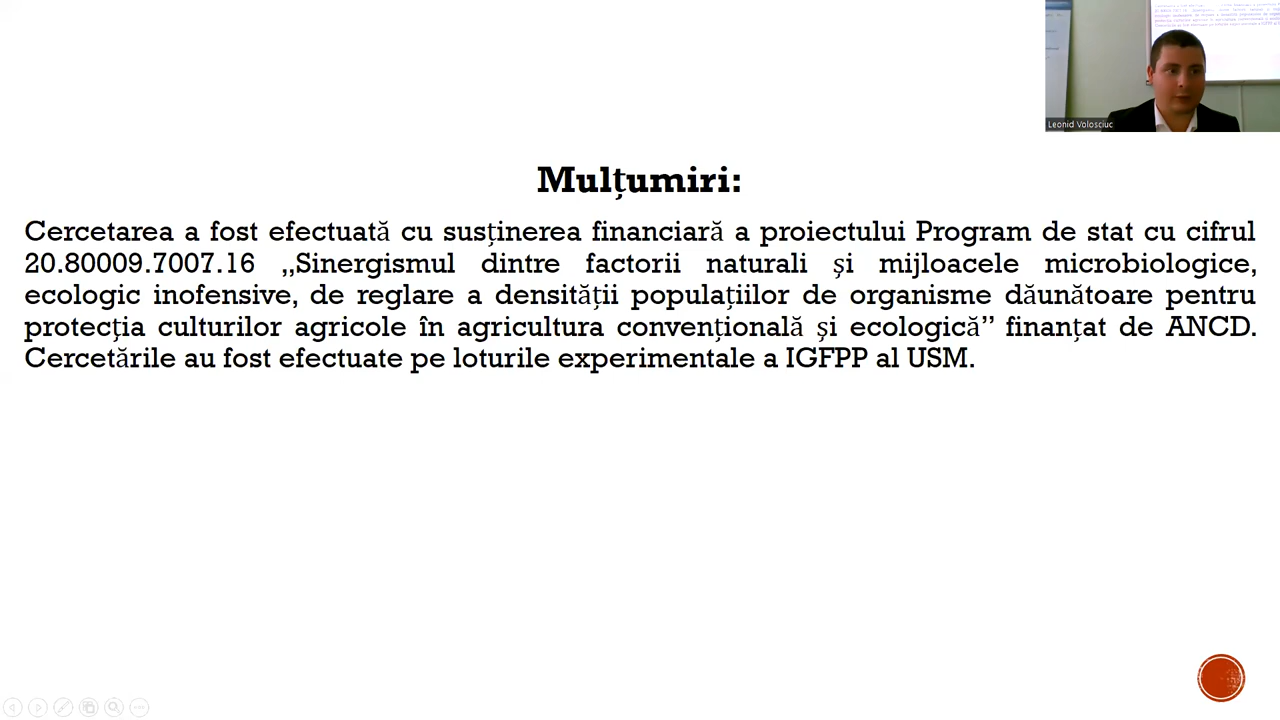 Leonid Volosciuc
Mulțumiri:
Cercetarea a fost efectuată cu susținerea financiară a proiectului Program de stat cu cifrul
20.80009.7007.16 ,,Sinergismul dintre factorii naturali și mijloacele microbiologice,
ecologic inofensive, de reglare a densității populațiilor de organisme dăunătoare pentru
protecția culturilor agricole în agricultura convențională și ecologică” finanțat de ANCD.
Cercetările au fost efectuate pe loturile experimentale a IGFPP al USM.